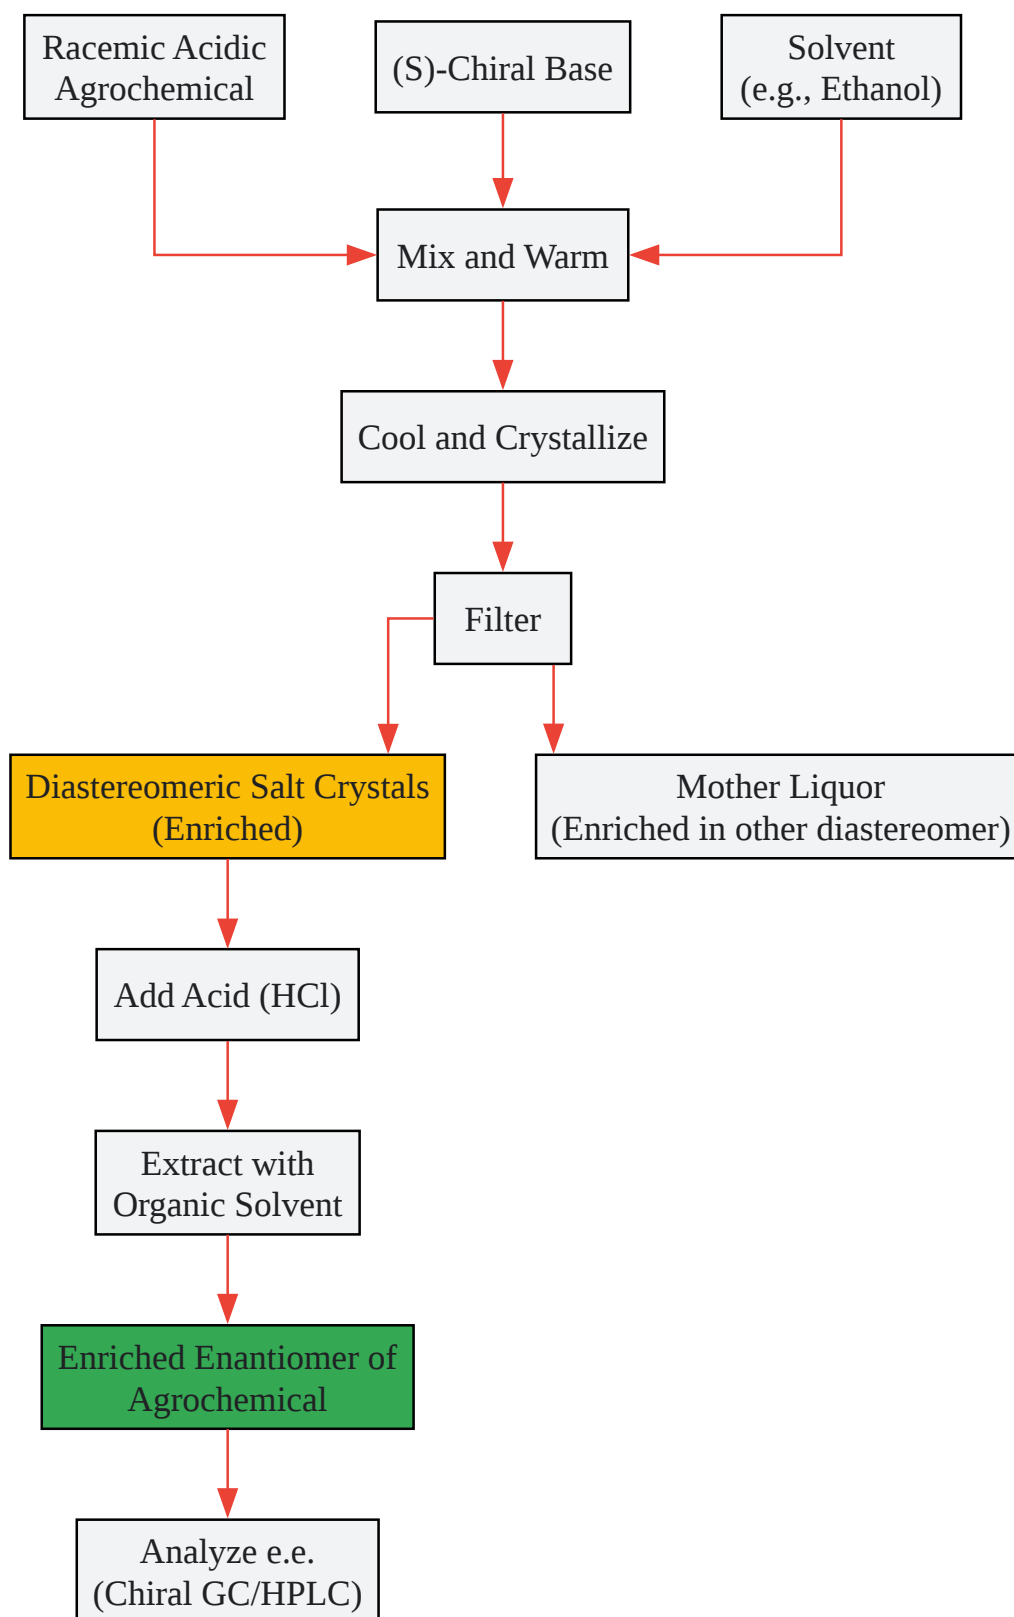 Racemic Acidic
Agrochemical
(S)-Chiral Base
Solvent
(e.g., Ethanol)
Mix and Warm
Cool and Crystallize
Filter
Diastereomeric Salt Crystals
(Enriched)
Mother Liquor
(Enriched in other diastereomer)
Add Acid (HCl)
Extract with
Organic Solvent
Enriched Enantiomer of
Agrochemical
Analyze e.e.
(Chiral GC/HPLC)